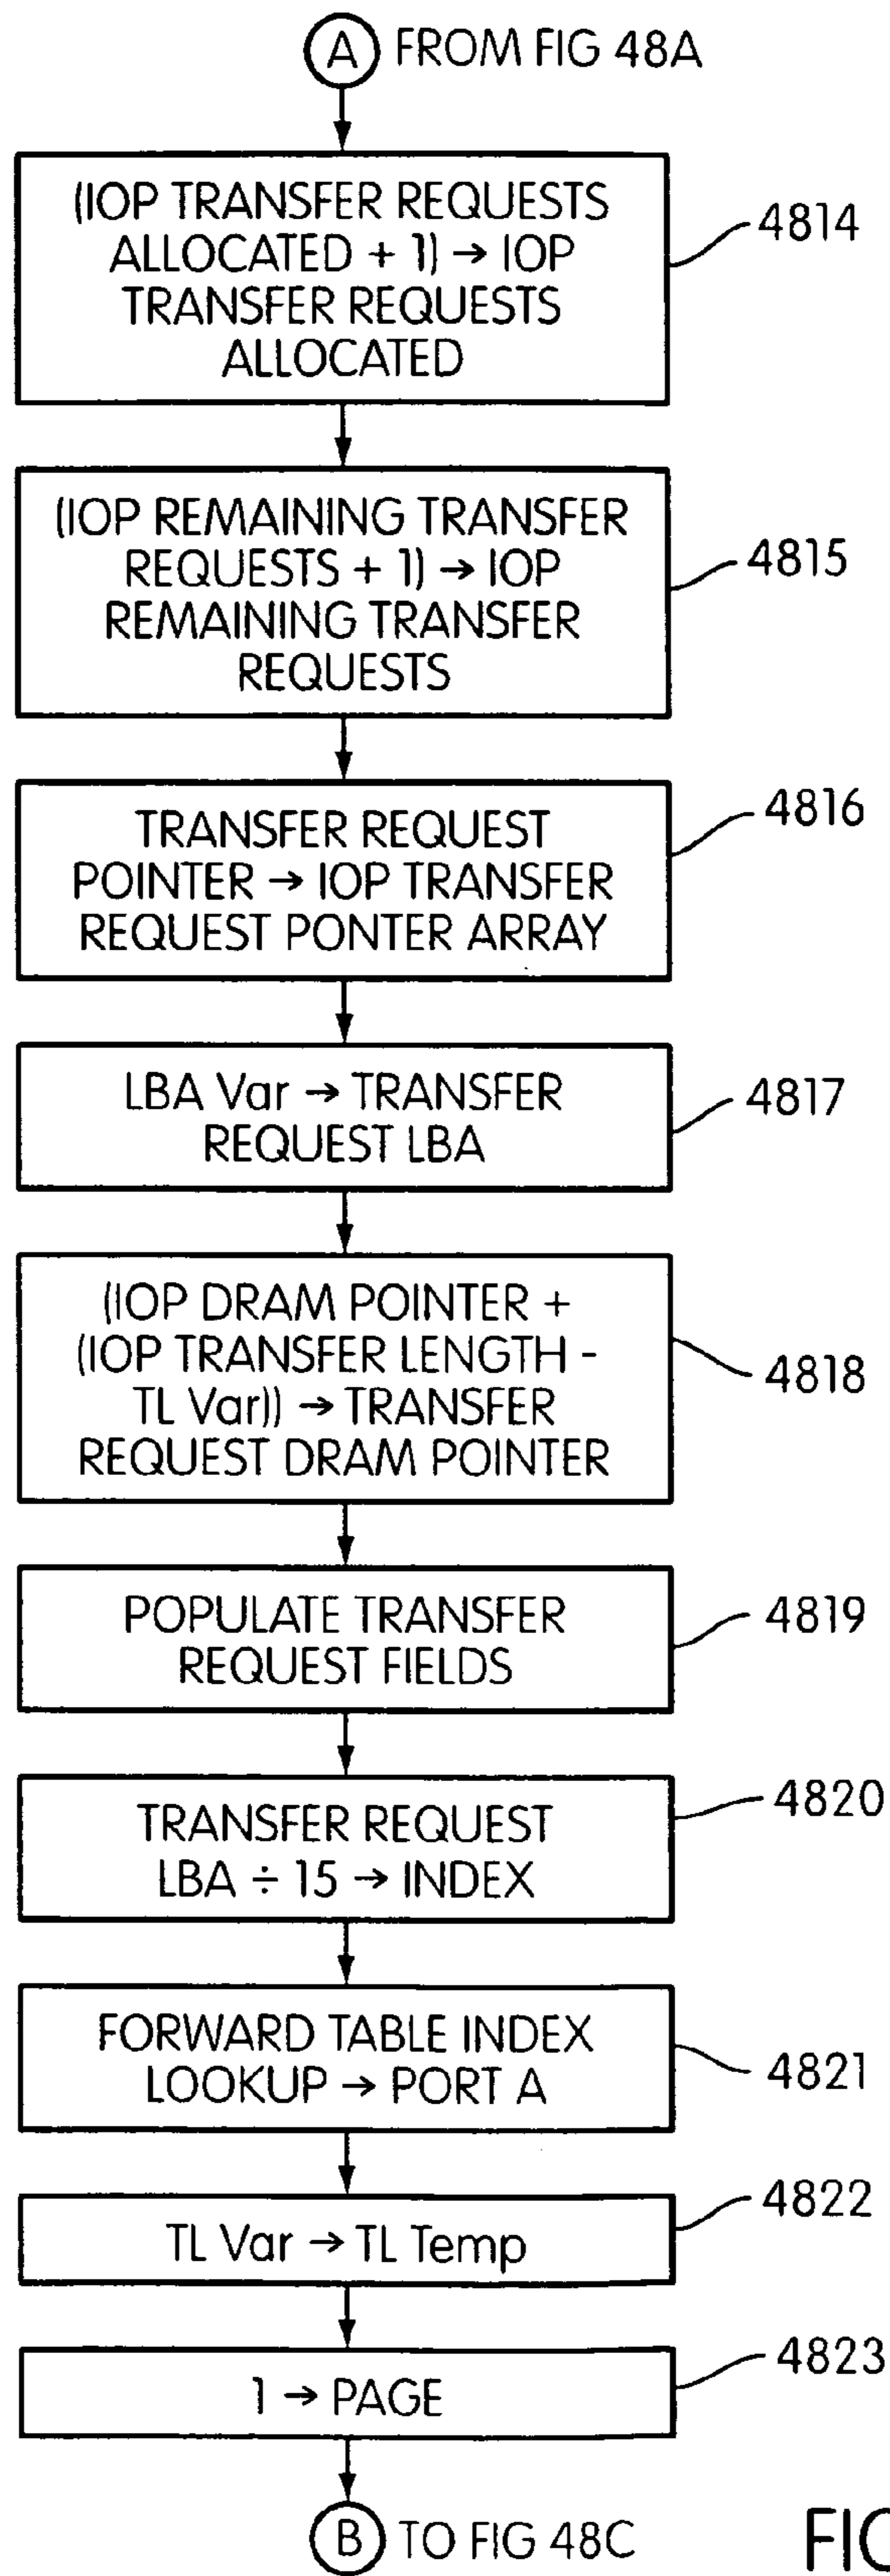 A FROM FIG 48A
(IOP TRANSFER REQUESTS
ALLOCATED + 1) → IOP
TRANSFER REQUESTS
ALLOCATED
4814
(IOP REMAINING TRANSFER
REQUESTS + 1) → IOP
REMAINING TRANSFER
REQUESTS
4815
TRANSFER REQUEST
POINTER → IOP TRANSFER
REQUEST PONTER ARRAY
4816
LBA Var → TRANSFER
REQUEST LBA
4817
(IOP DRAM POINTER +
(IOP TRANSFER LENGTH -
TL Var)) → TRANSFER
REQUEST DRAM POINTER
4818
POPULATE TRANSFER
REQUEST FIELDS
4819
TRANSFER REQUEST
LBA ÷ 15 → INDEX
4820
FORWARD TABLE INDEX
LOOKUP → PORT A
4821
TL Var → TL Temp
4822
1 → PAGE
4823
B TO FIG 48C